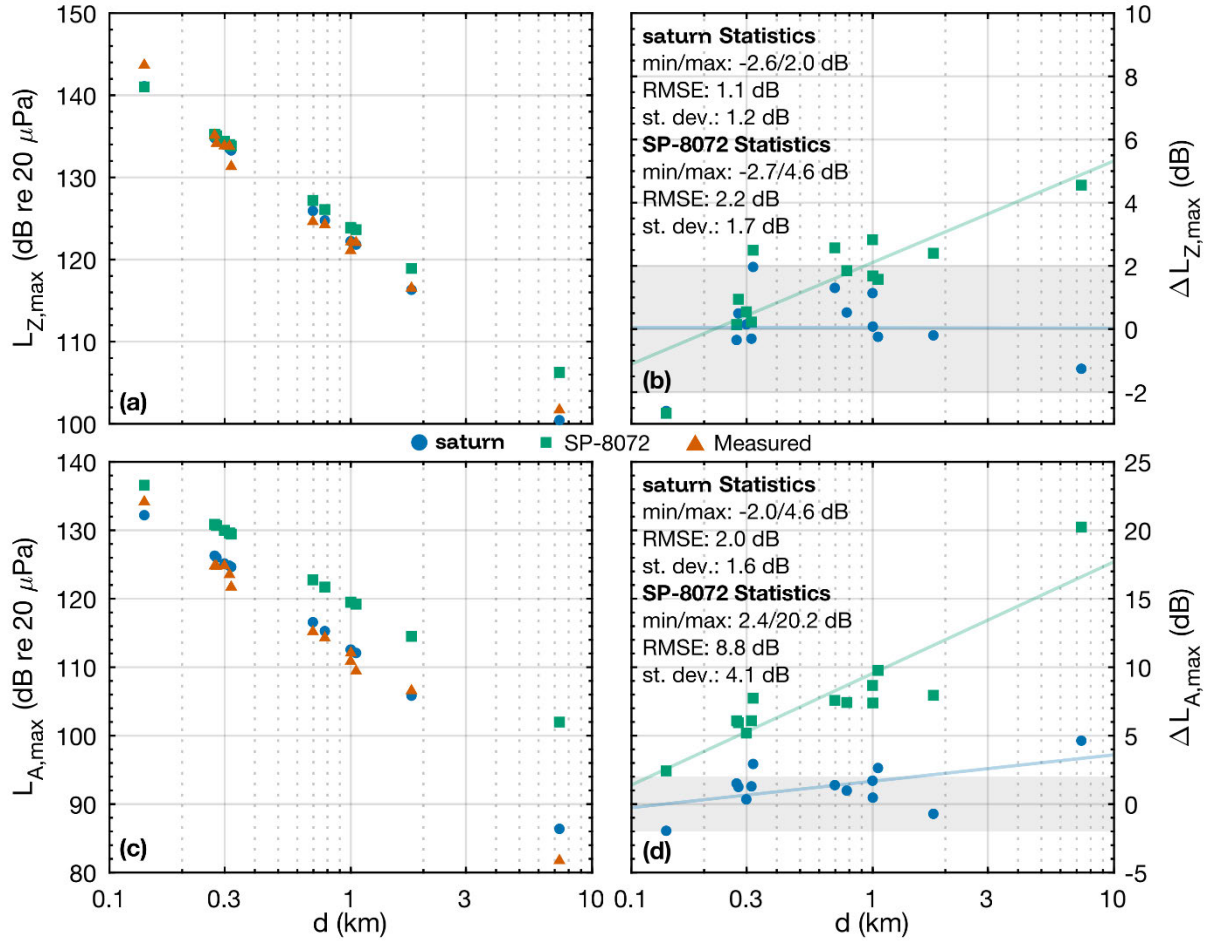 150
140
130
120
110
100
L_Z,max (dB re 20 μPa)
(a)
saturn Statistics
min/max: -2.6/2.0 dB
RMSE: 1.1 dB
st. dev.: 1.2 dB
SP-8072 Statistics
min/max: -2.7/4.6 dB
RMSE: 2.2 dB
st. dev.: 1.7 dB
(b)
10
8
6
4
2
0
-2
ΔL_Z,max (dB)
saturn SP-8072 Measured
140
130
120
110
100
90
80
L_A,max (dB re 20 μPa)
(c)
0.1 0.3 1 3 10
d (km)
saturn Statistics
min/max: -2.0/4.6 dB
RMSE: 2.0 dB
st. dev.: 1.6 dB
SP-8072 Statistics
min/max: 2.4/20.2 dB
RMSE: 8.8 dB
st. dev.: 4.1 dB
(d)
25
20
15
10
5
0
-5
ΔL_A,max (dB)
0.1 0.3 1 3 10
d (km)